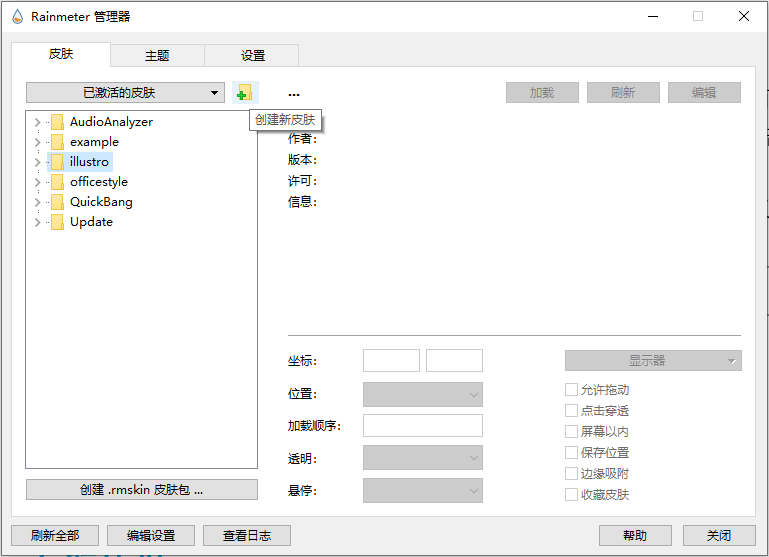 Rainmeter 管理器
皮肤 主题 设置
已激活的皮肤 ... 加载 刷新 编辑
创建新皮肤
AudioAnalyzer
example
illustro
officestyle
QuickBang
Update
作者:
版本:
许可:
信息:
坐标: 显示器
位置: 允许拖动
点击穿透
加载顺序: 屏幕以内
保存位置
透明: 边缘吸附
悬停: 收藏皮肤
创建 .rmskin 皮肤包 ...
刷新全部 编辑设置 查看日志 帮助 关闭